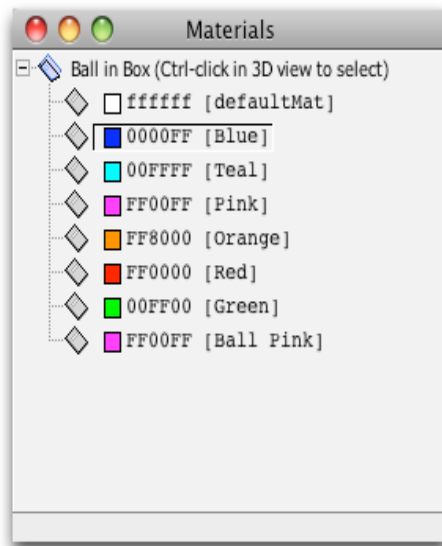 Materials
Ball in Box (Ctrl-click in 3D view to select)
ffffff [defaultMat]
0000FF [Blue]
00FFFF [Teal]
FF00FF [Pink]
FF8000 [Orange]
FF0000 [Red]
00FF00 [Green]
FF00FF [Ball Pink]